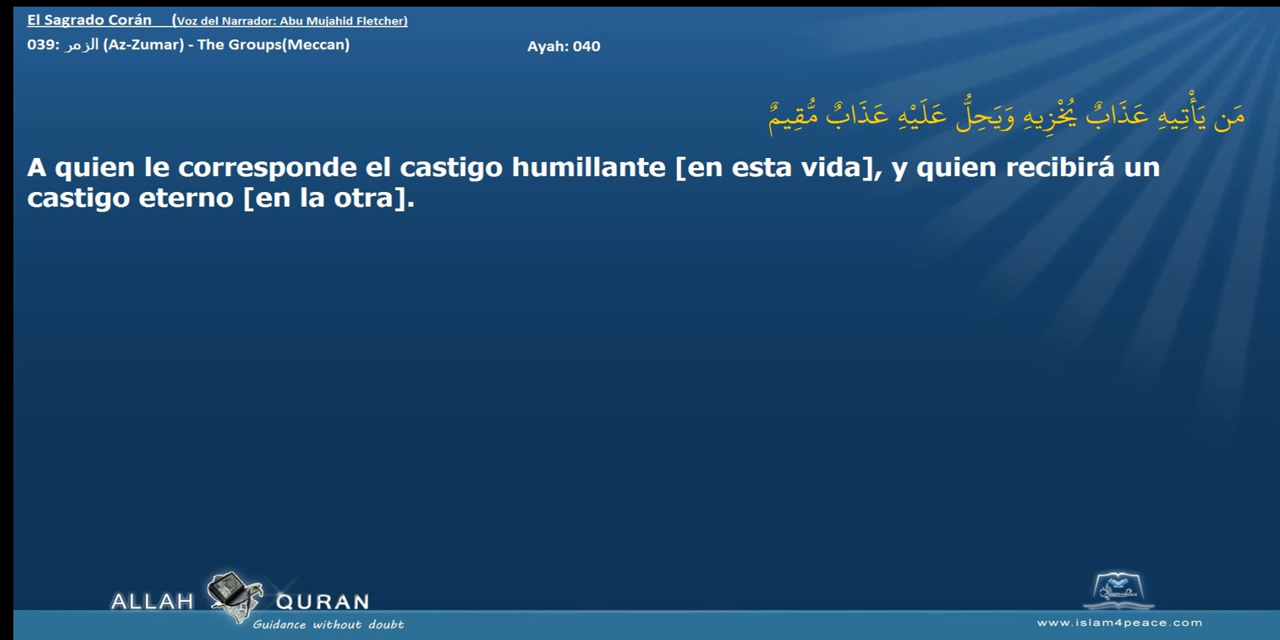 El Sagrado Corán (Voz del Narrador: Abu Mujahid Fletcher)
039: الزمر (Az-Zumar) - The Groups(Meccan) Ayah: 040
مَن يَأْتِيهِ عَذَابٌ يُخْزِيهِ وَيَحِلُّ عَلَيْهِ عَذَابٌ مُّقِيمٌ
A quien le corresponde el castigo humillante [en esta vida], y quien recibirá un
castigo eterno [en la otra].
ALLAH QURAN
Guidance without doubt
www.islam4peace.com